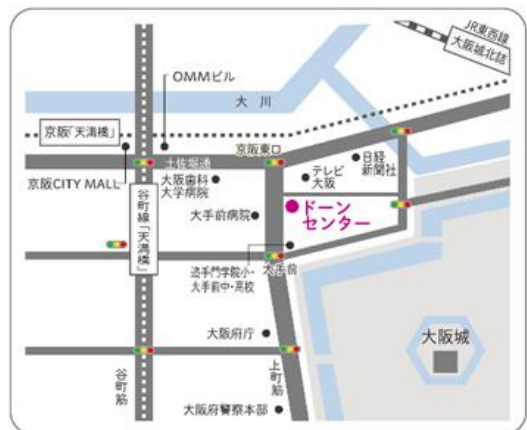 JR東西線
大阪城北詰
OMMビル
大川
京阪「天満橋」
京阪東口
土佐堀通
日経
新聞社
テレビ
大阪
京阪CITY MALL
大阪歯科
大学病院
谷町線「天満橋」
大手前病院
ドーン
センター
追手門学院小・
大手前中・高校
大手前
大阪府庁
大阪城
谷町筋
上町筋
大阪府警察本部